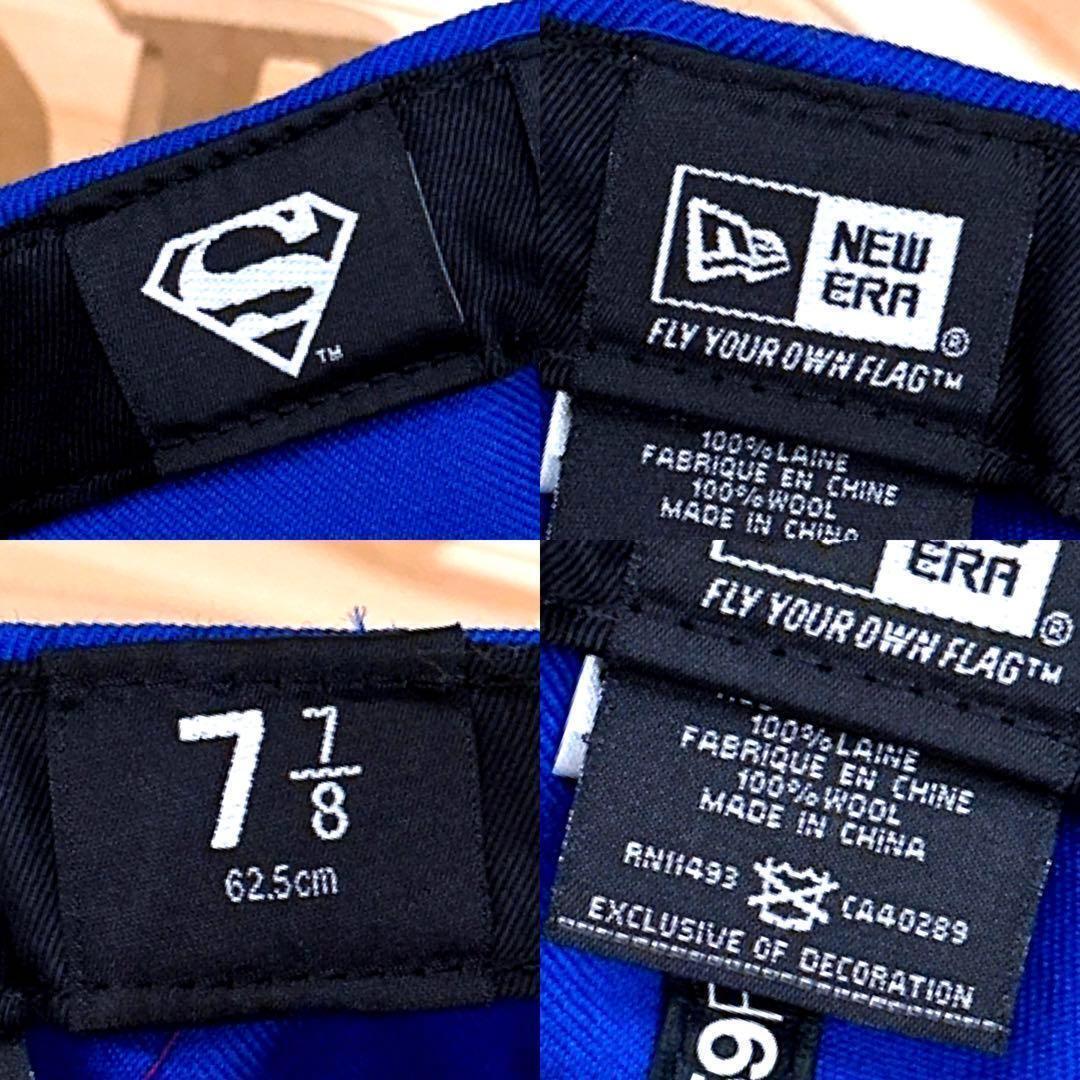 S
TM
ne
NEW
ERA
®
FLY YOUR OWN FLAG™
100% LAINE
FABRIQUE EN CHINE
100% WOOL
MADE IN CHINA
7 7/8
62.5cm
ERA
®
FLY YOUR OWN FLAG™
100% LAINE
FABRIQUE EN CHINE
100% WOOL
MADE IN CHINA
RN11493 CA40289
EXCLUSIVE OF DECORATION
9F